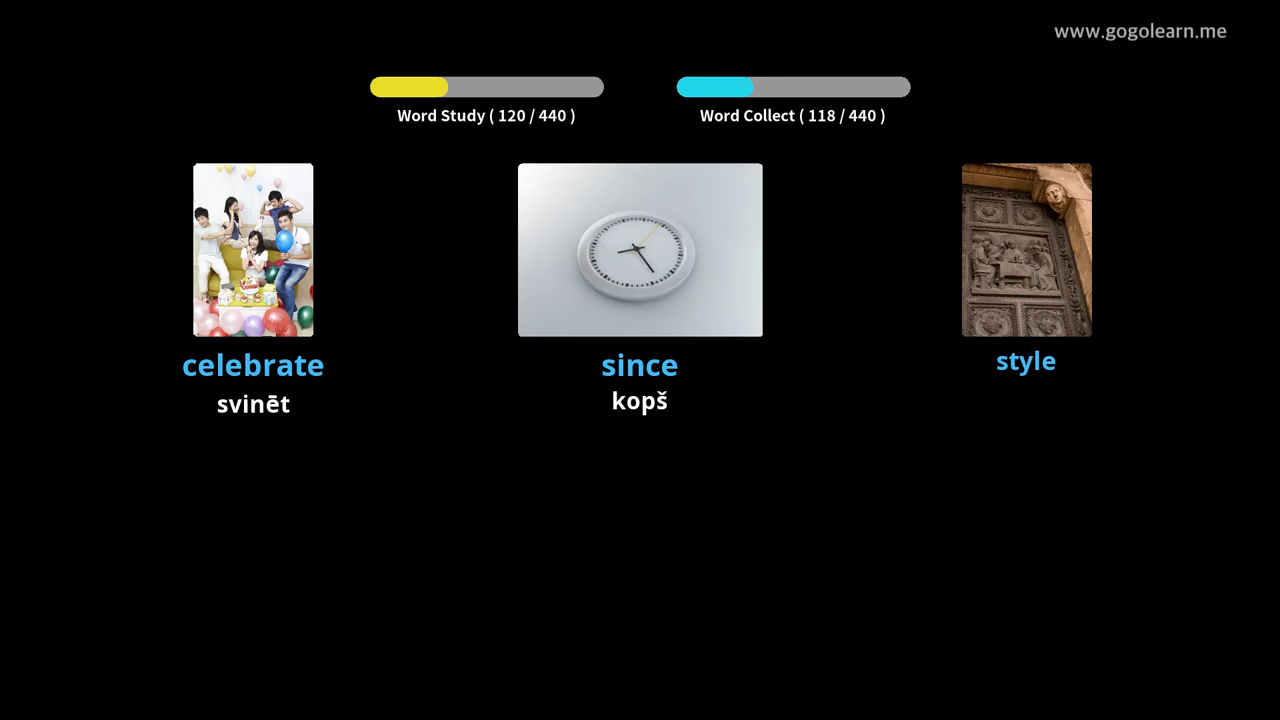 www.gogolearn.me
Word Study ( 120 / 440 )
Word Collect ( 118 / 440 )
celebrate
svinēt
since
kopš
style